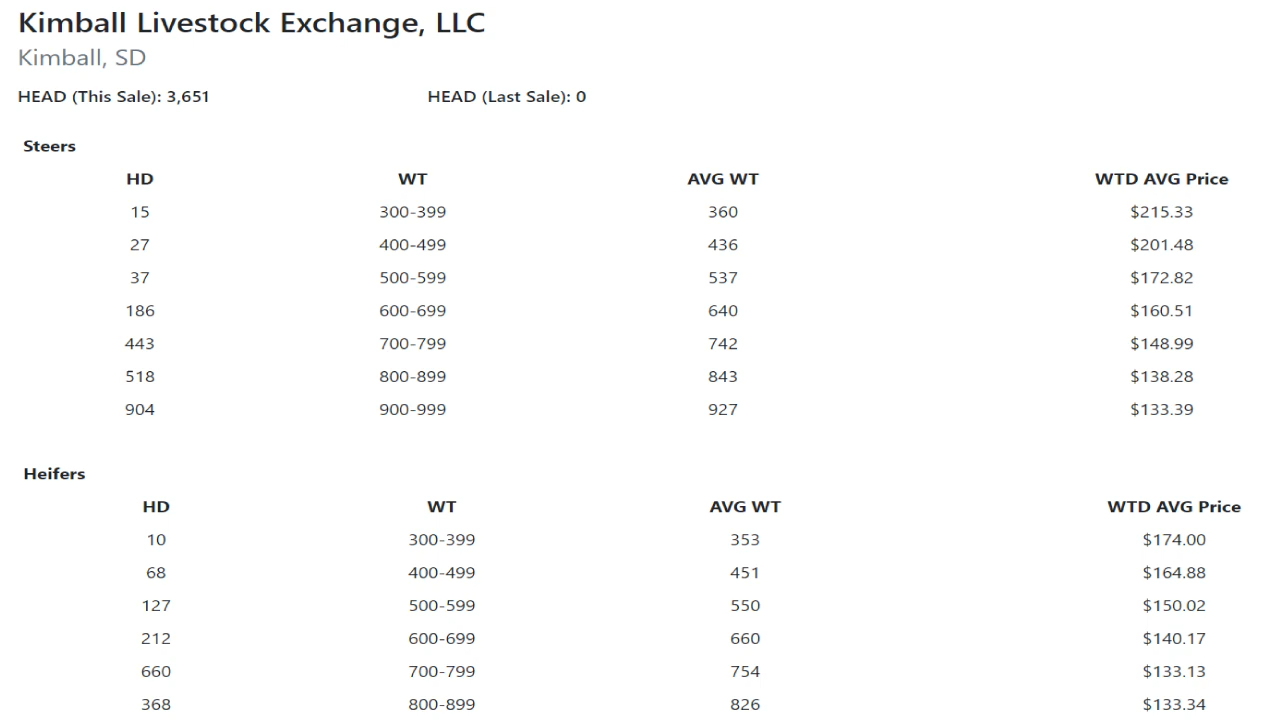 Kimball Livestock Exchange, LLC
Kimball, SD
HEAD (This Sale): 3,651 HEAD (Last Sale): 0
Steers
HD WT AVG WT WTD AVG Price
15 300-399 360 $215.33
27 400-499 436 $201.48
37 500-599 537 $172.82
186 600-699 640 $160.51
443 700-799 742 $148.99
518 800-899 843 $138.28
904 900-999 927 $133.39
Heifers
HD WT AVG WT WTD AVG Price
10 300-399 353 $174.00
68 400-499 451 $164.88
127 500-599 550 $150.02
212 600-699 660 $140.17
660 700-799 754 $133.13
368 800-899 826 $133.34